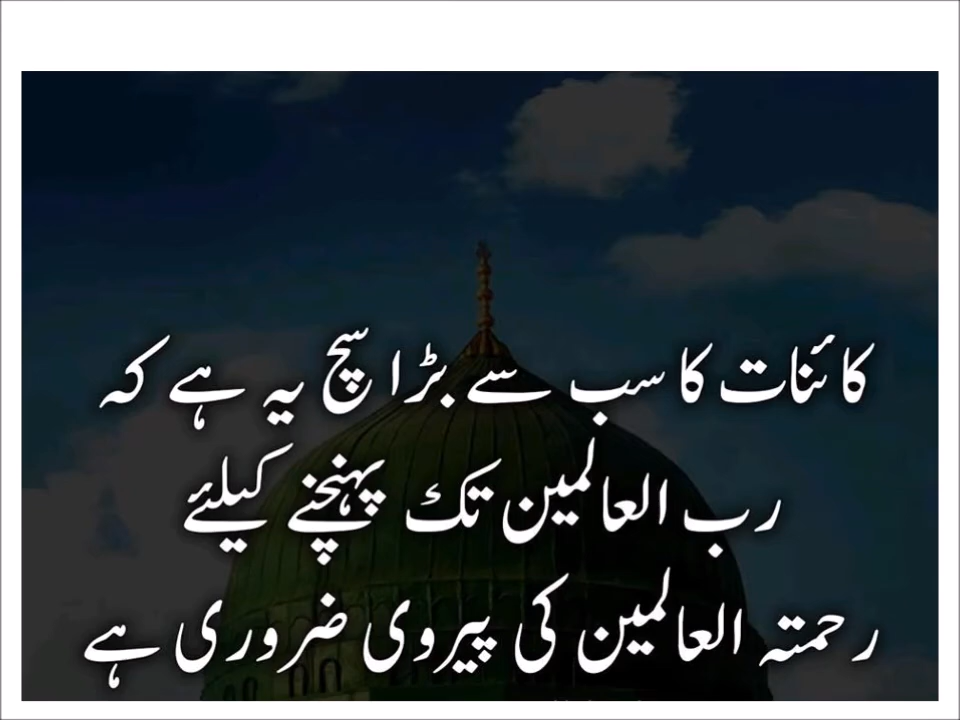 کائنات کا سب سے بڑا سچ یہ ہے کہ
رب العالمین تک پہنچنے کیلئے
رحمتہ العالمین کی پیروی ضروری ہے